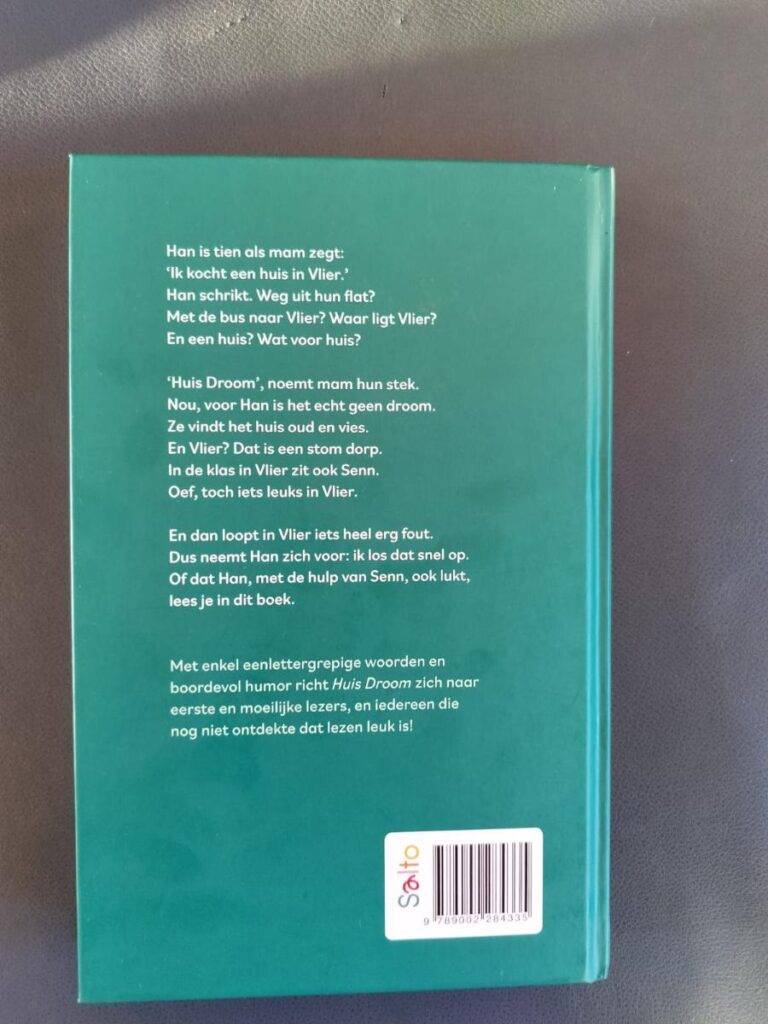 Han is tien als mam zegt:
‘Ik kocht een huis in Vlier.’
Han schrikt. Weg uit hun flat?
Met de bus naar Vlier? Waar ligt Vlier?
En een huis? Wat voor huis?
‘Huis Droom’, noemt mam hun stek.
Nou, voor Han is het echt geen droom.
Ze vindt het huis oud en vies.
En Vlier? Dat is een stom dorp.
In de klas in Vlier zit ook Senn.
Oef, toch iets leuks in Vlier.
En dan loopt in Vlier iets heel erg fout.
Dus neemt Han zich voor: ik los dat snel op.
Of dat Han, met de hulp van Senn, ook lukt,
lees je in dit boek.
Met enkel eenlettergrepige woorden en
boordevol humor richt Huis Droom zich naar
eerste en moeilijke lezers, en iedereen die
nog niet ontdekte dat lezen leuk is!
Salto
9 789002 284335